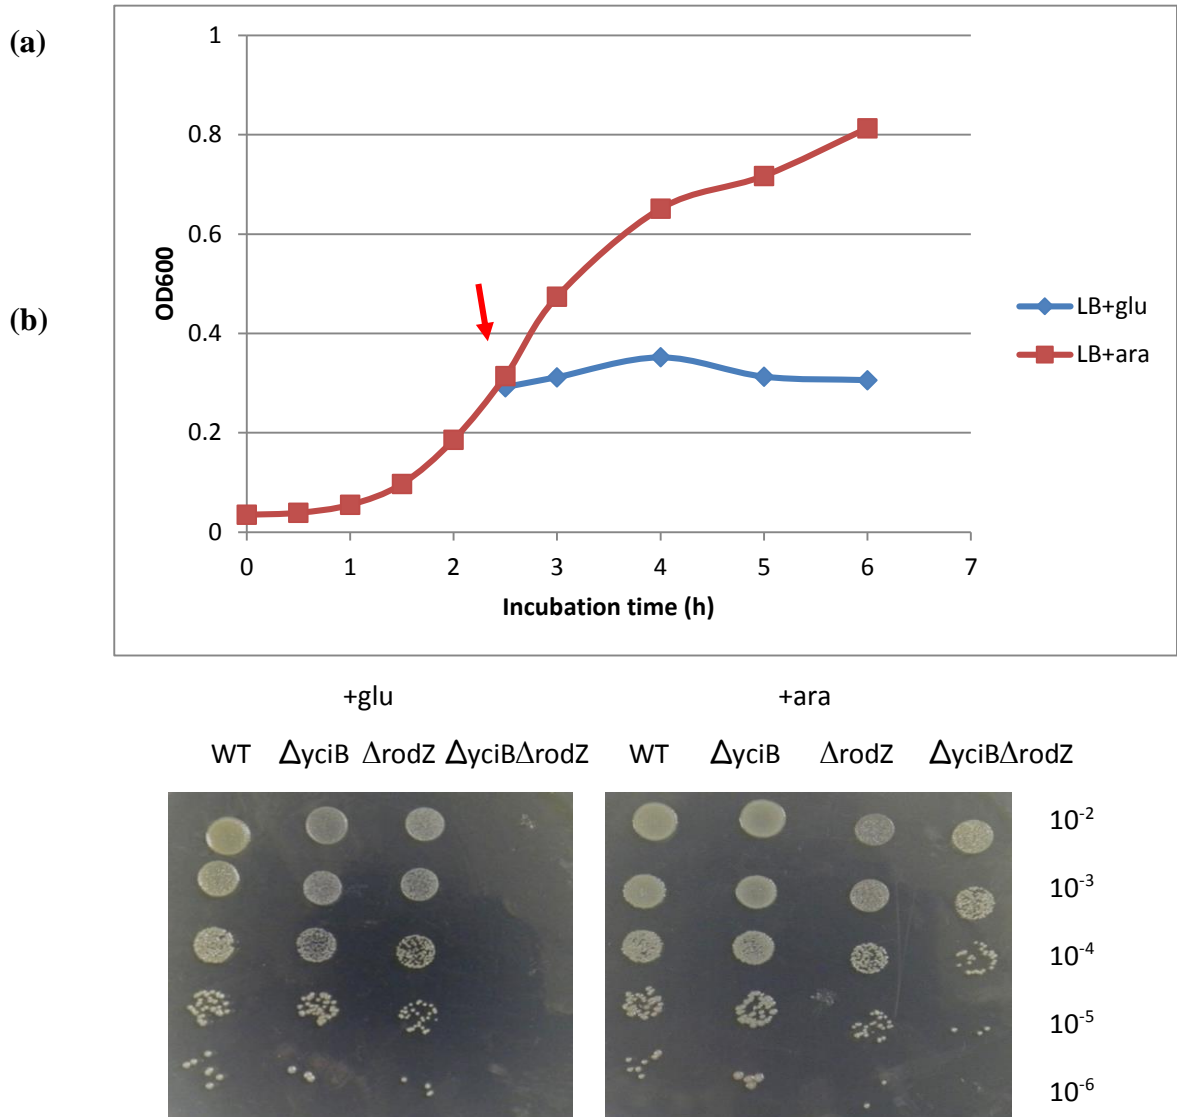 (a)
1
0.8
0.6
0.4
0.2
0
OD600
0 1 2 3 4 5 6 7
Incubation time (h)
LB+glu
LB+ara
(b)
+glu +ara
WT ΔyciB ΔrodZ ΔyciBΔrodZ WT ΔyciB ΔrodZ ΔyciBΔrodZ
10⁻²
10⁻³
10⁻⁴
10⁻⁵
10⁻⁶